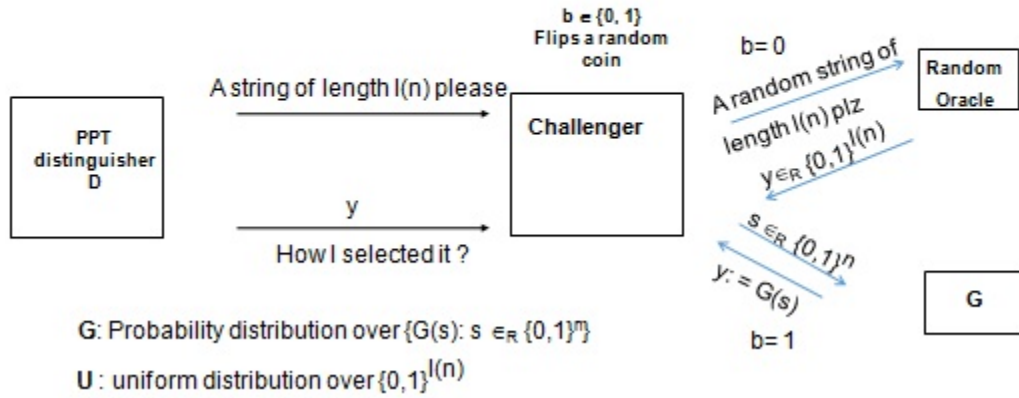 b ∈ {0, 1}
Flips a random
coin
b= 0
A string of length l(n) please
A random string of
length l(n) plz
Random
Oracle
PPT
distinguisher
D
Challenger
y ∈R {0,1}^l(n)
y
How I selected it ?
s ∈R {0,1}^n
y: = G(s)
G
b= 1
G: Probability distribution over {G(s): s ∈R {0,1}^n}
U : uniform distribution over {0,1}^l(n)